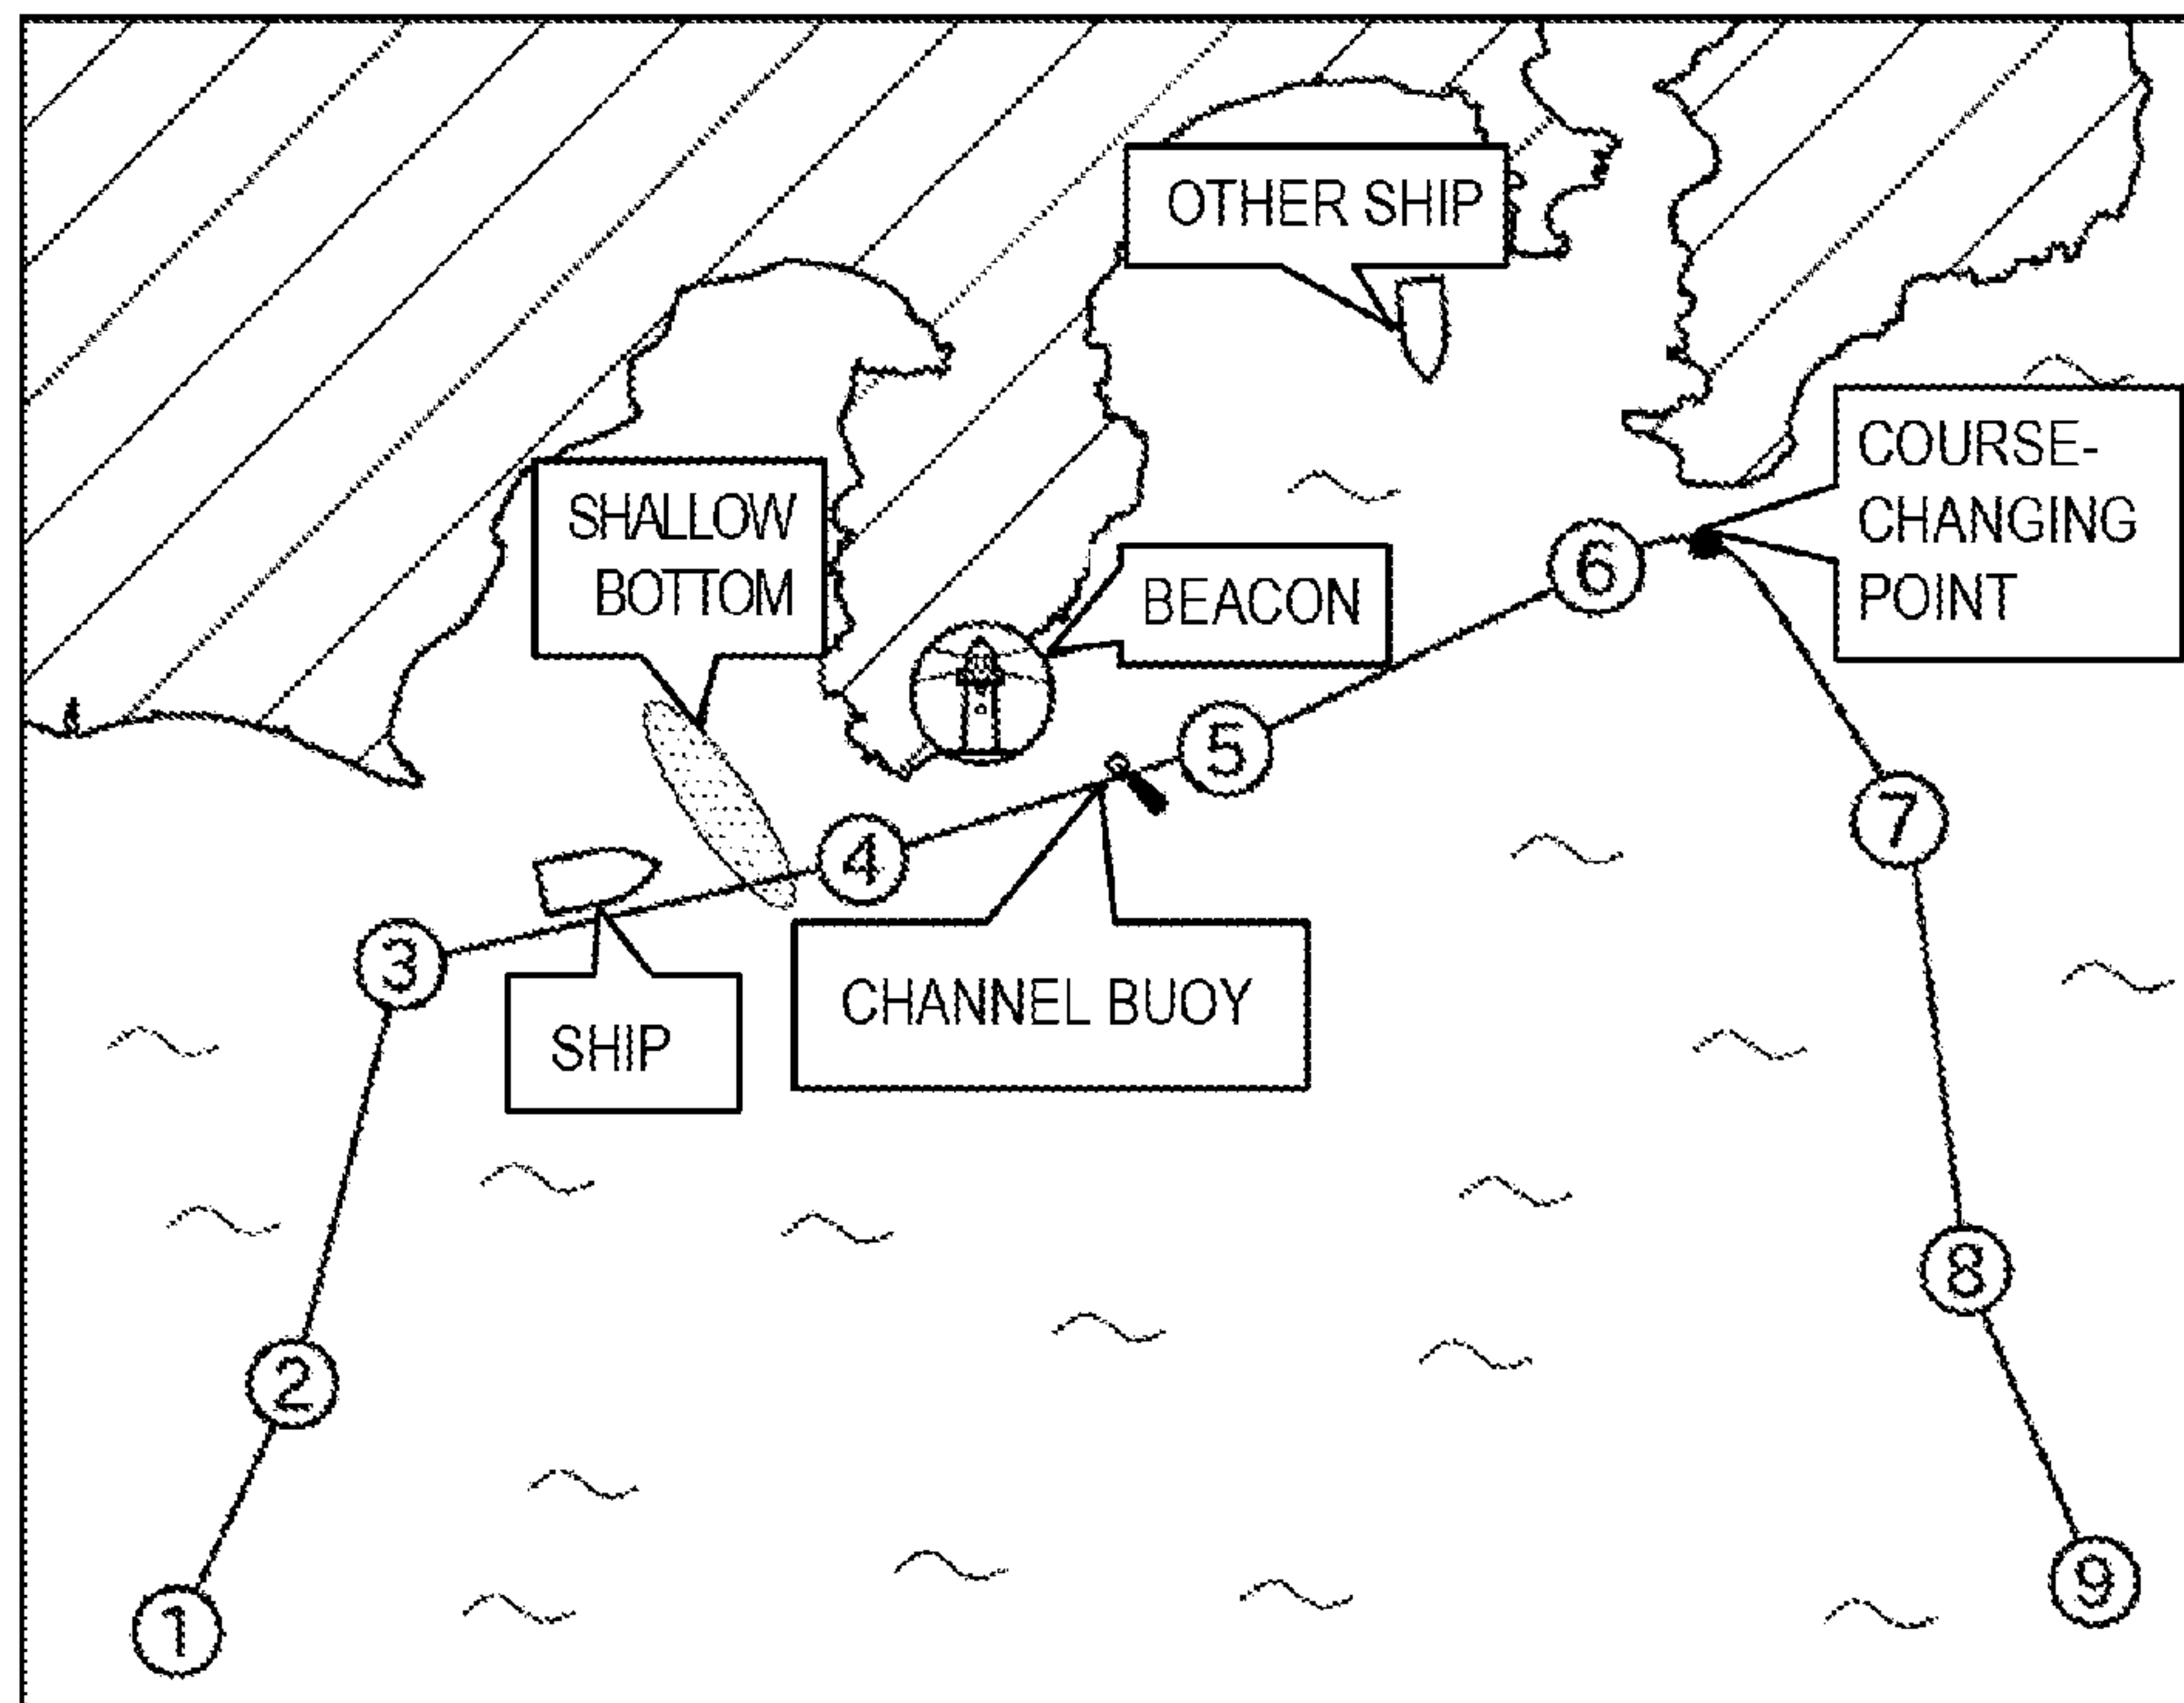 OTHER SHIP
COURSE-
CHANGING
POINT
SHALLOW
BOTTOM
BEACON
6
5
7
4
3
CHANNEL BUOY
SHIP
8
2
9
1